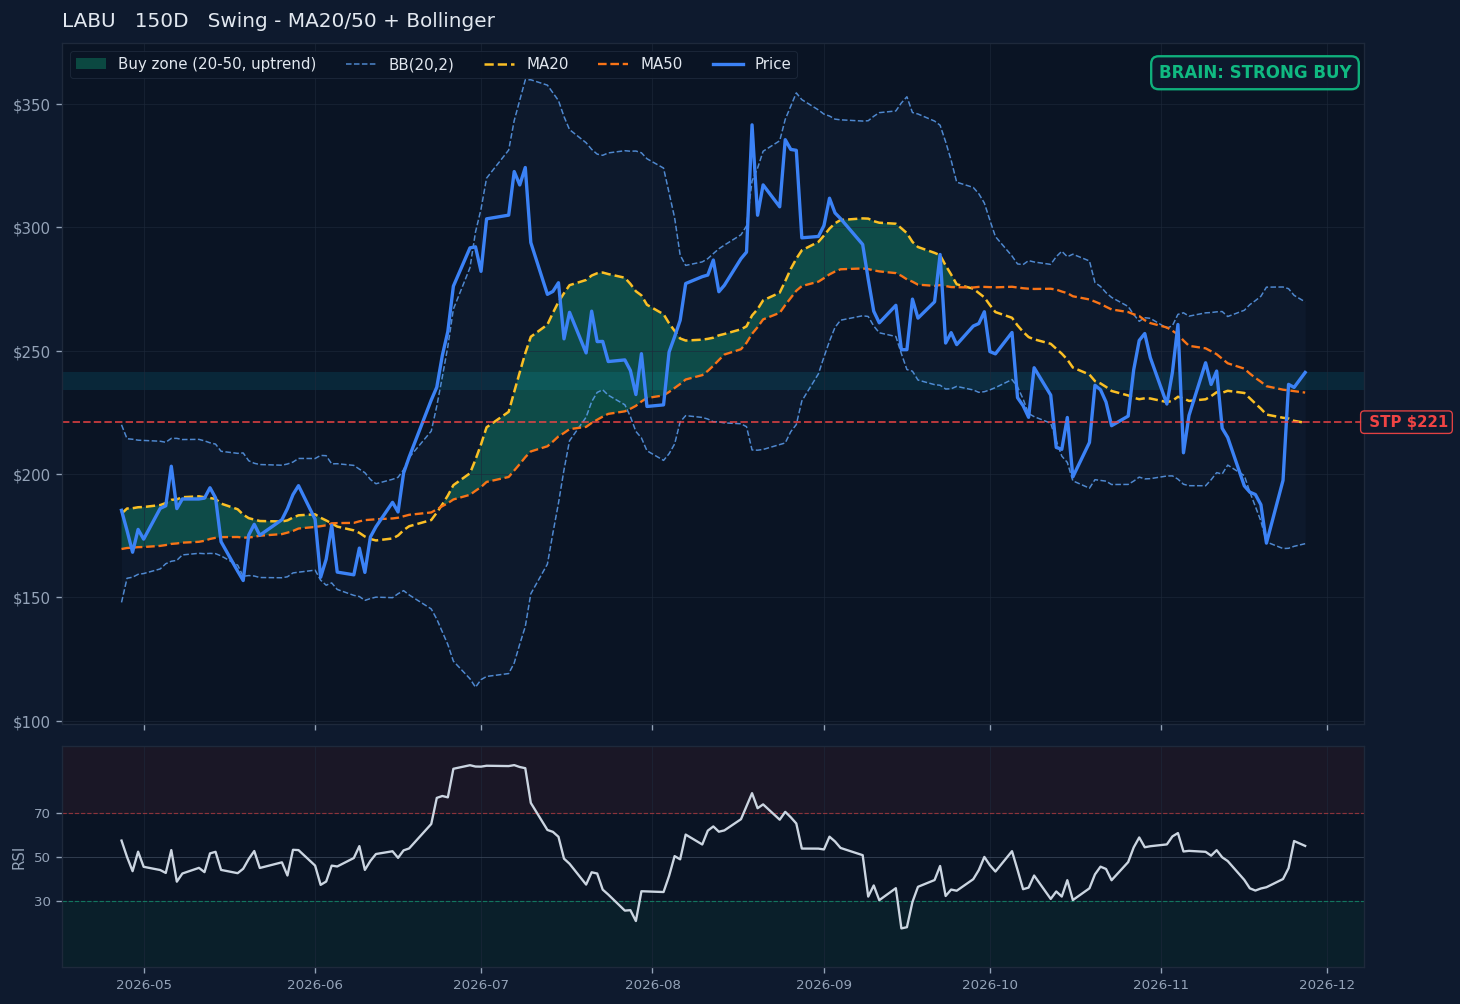 LABU 150D Swing - MA20/50 + Bollinger
Buy zone (20-50, uptrend) BB(20,2) MA20 MA50 Price
BRAIN: STRONG BUY
$350
$300
$250
$200
$150
$100
STP $221
RSI
70
50
30
2026-05 2026-06 2026-07 2026-08 2026-09 2026-10 2026-11 2026-12